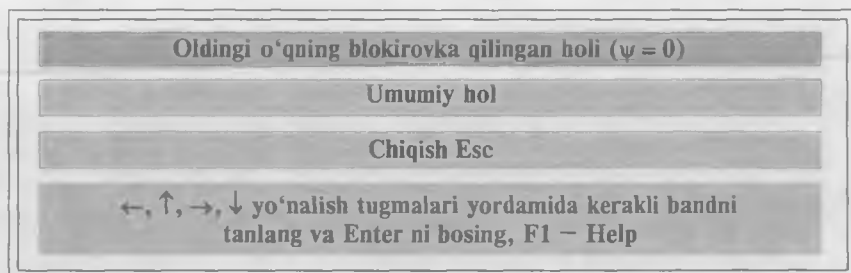 Oldingi o‘qning blokirovka qilingan holi (ψ = 0)
Umumiy hol
Chiqish Esc
←, ↑, →, ↓ yo‘nalish tugmalari yordamida kerakli bandni
tanlang va Enter ni bosing, F1 — Help